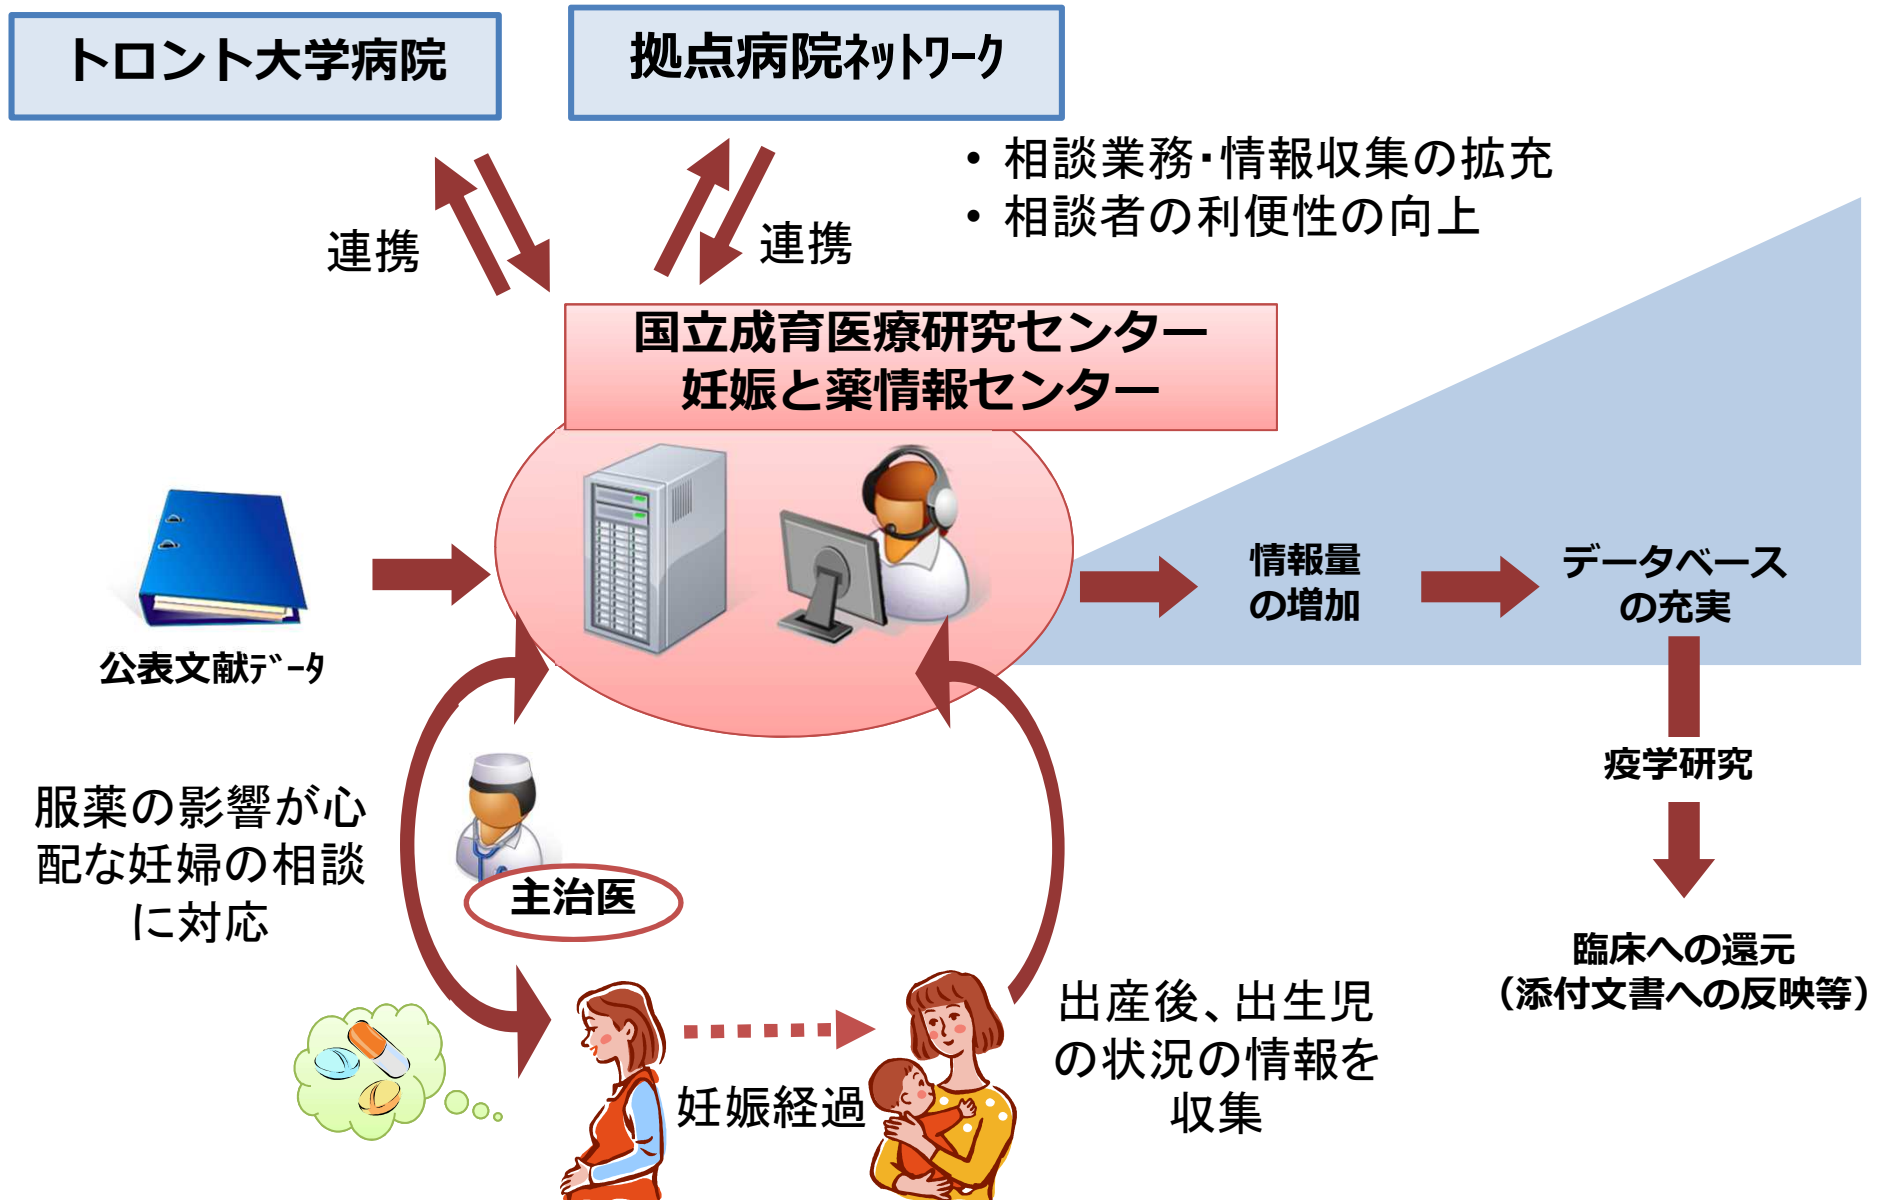 トロント大学病院
拠点病院ﾈｯﾄﾜｰｸ
• 相談業務・情報収集の拡充
• 相談者の利便性の向上
連携
連携
国立成育医療研究センター
妊娠と薬情報センター
公表文献ﾃﾞｰﾀ
情報量
の増加
データベース
の充実
疫学研究
臨床への還元
（添付文書への反映等）
服薬の影響が心
配な妊婦の相談
に対応
主治医
妊娠経過
出産後、出生児
の状況の情報を
収集